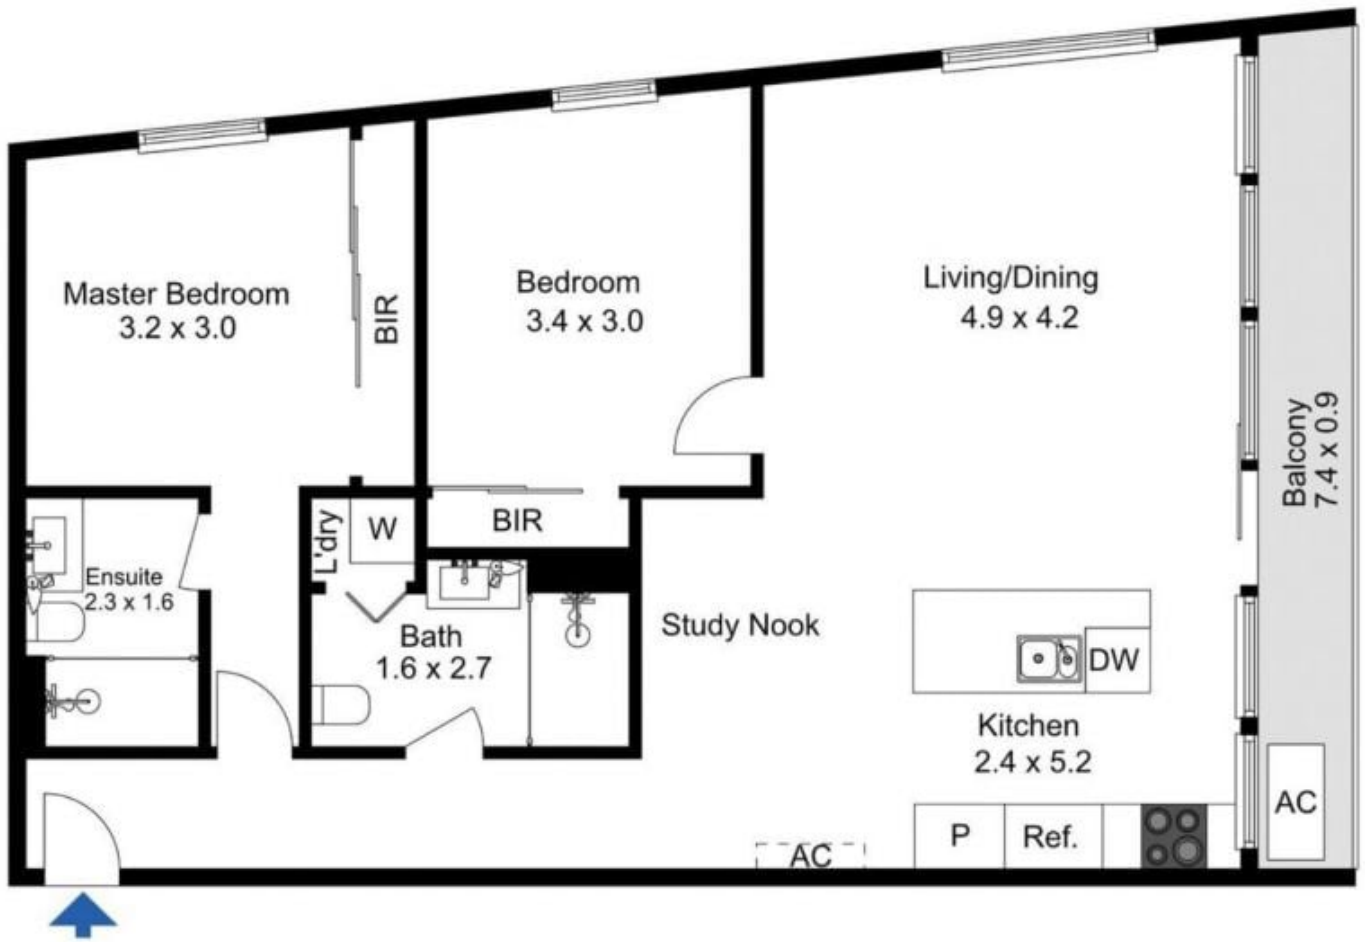 Master Bedroom
3.2 x 3.0
BIR
Bedroom
3.4 x 3.0
Living/Dining
4.9 x 4.2
Balcony
7.4 x 0.9
BIR
L'dry
W
Ensuite
2.3 x 1.6
Bath
1.6 x 2.7
Study Nook
DW
Kitchen
2.4 x 5.2
AC
P
Ref.
AC